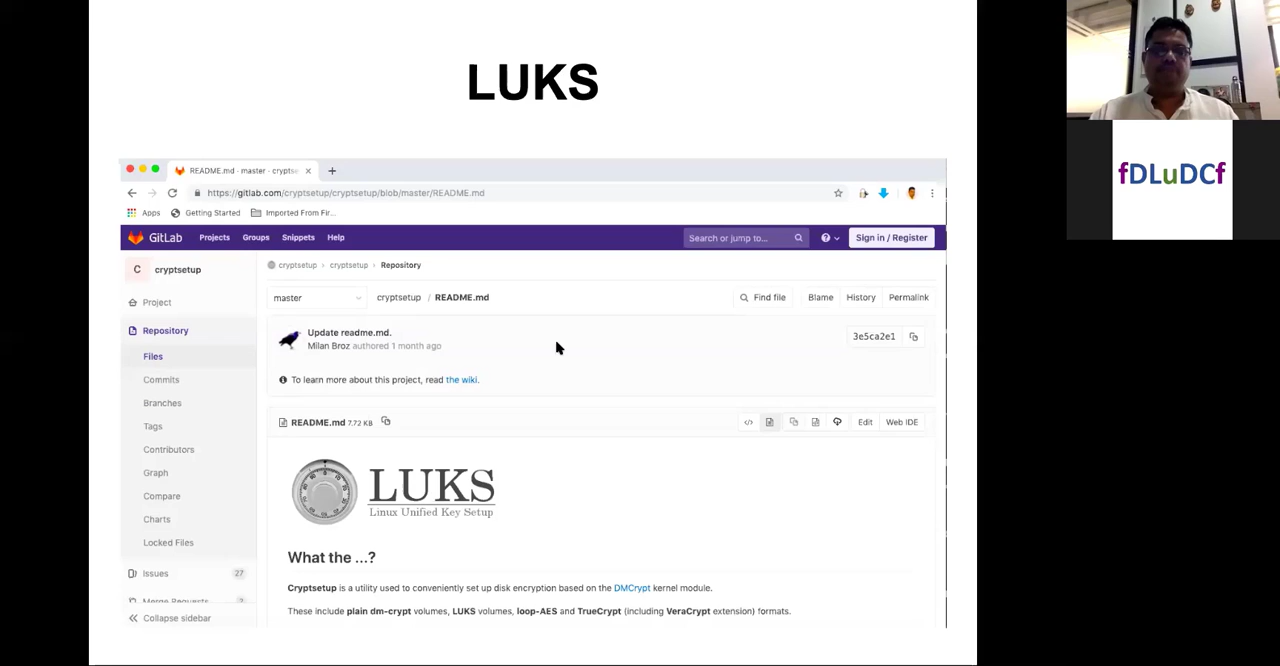 LUKS
README.md · master · cryptse
https://gitlab.com/cryptsetup/cryptsetup/blob/master/README.md
Apps Getting Started Imported From Fir...
GitLab Projects Groups Snippets Help Search or jump to... Sign in / Register
C cryptsetup
cryptsetup › cryptsetup › Repository
Project
master cryptsetup / README.md Find file Blame History Permalink
Repository
Update readme.md.
Milan Broz authored 1 month ago
3e5ca2e1
Files
Commits
To learn more about this project, read the wiki.
Branches
Tags
README.md 7.72 KB Edit Web IDE
Contributors
Graph
Compare
Charts
Locked Files
LUKS
Linux Unified Key Setup
What the ...?
Issues 27
Cryptsetup is a utility used to conveniently set up disk encryption based on the DMCrypt kernel module.
Merge Requests
These include plain dm-crypt volumes, LUKS volumes, loop-AES and TrueCrypt (including VeraCrypt extension) formats.
Collapse sidebar
fDLuDCf